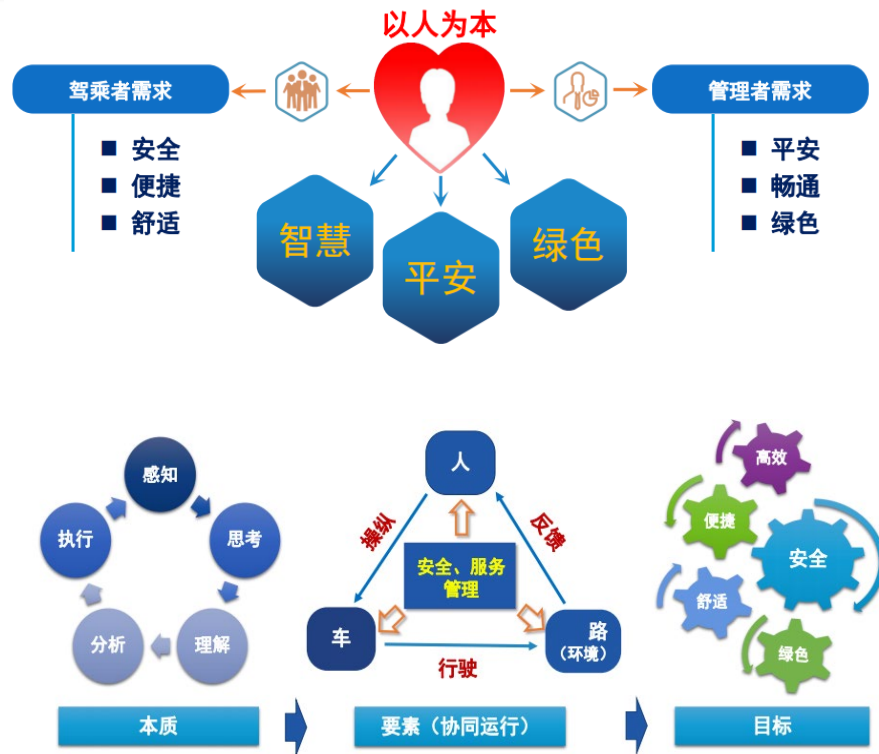 以人为本
驾乘者需求
管理者需求
■ 安全
■ 便捷
■ 舒适
■ 平安
■ 畅通
■ 绿色
智慧
平安
绿色
感知
思考
理解
分析
执行
人
操纵
反馈
安全、服务
管理
车
路
（环境）
行驶
高效
便捷
安全
舒适
绿色
本质
要素（协同运行）
目标